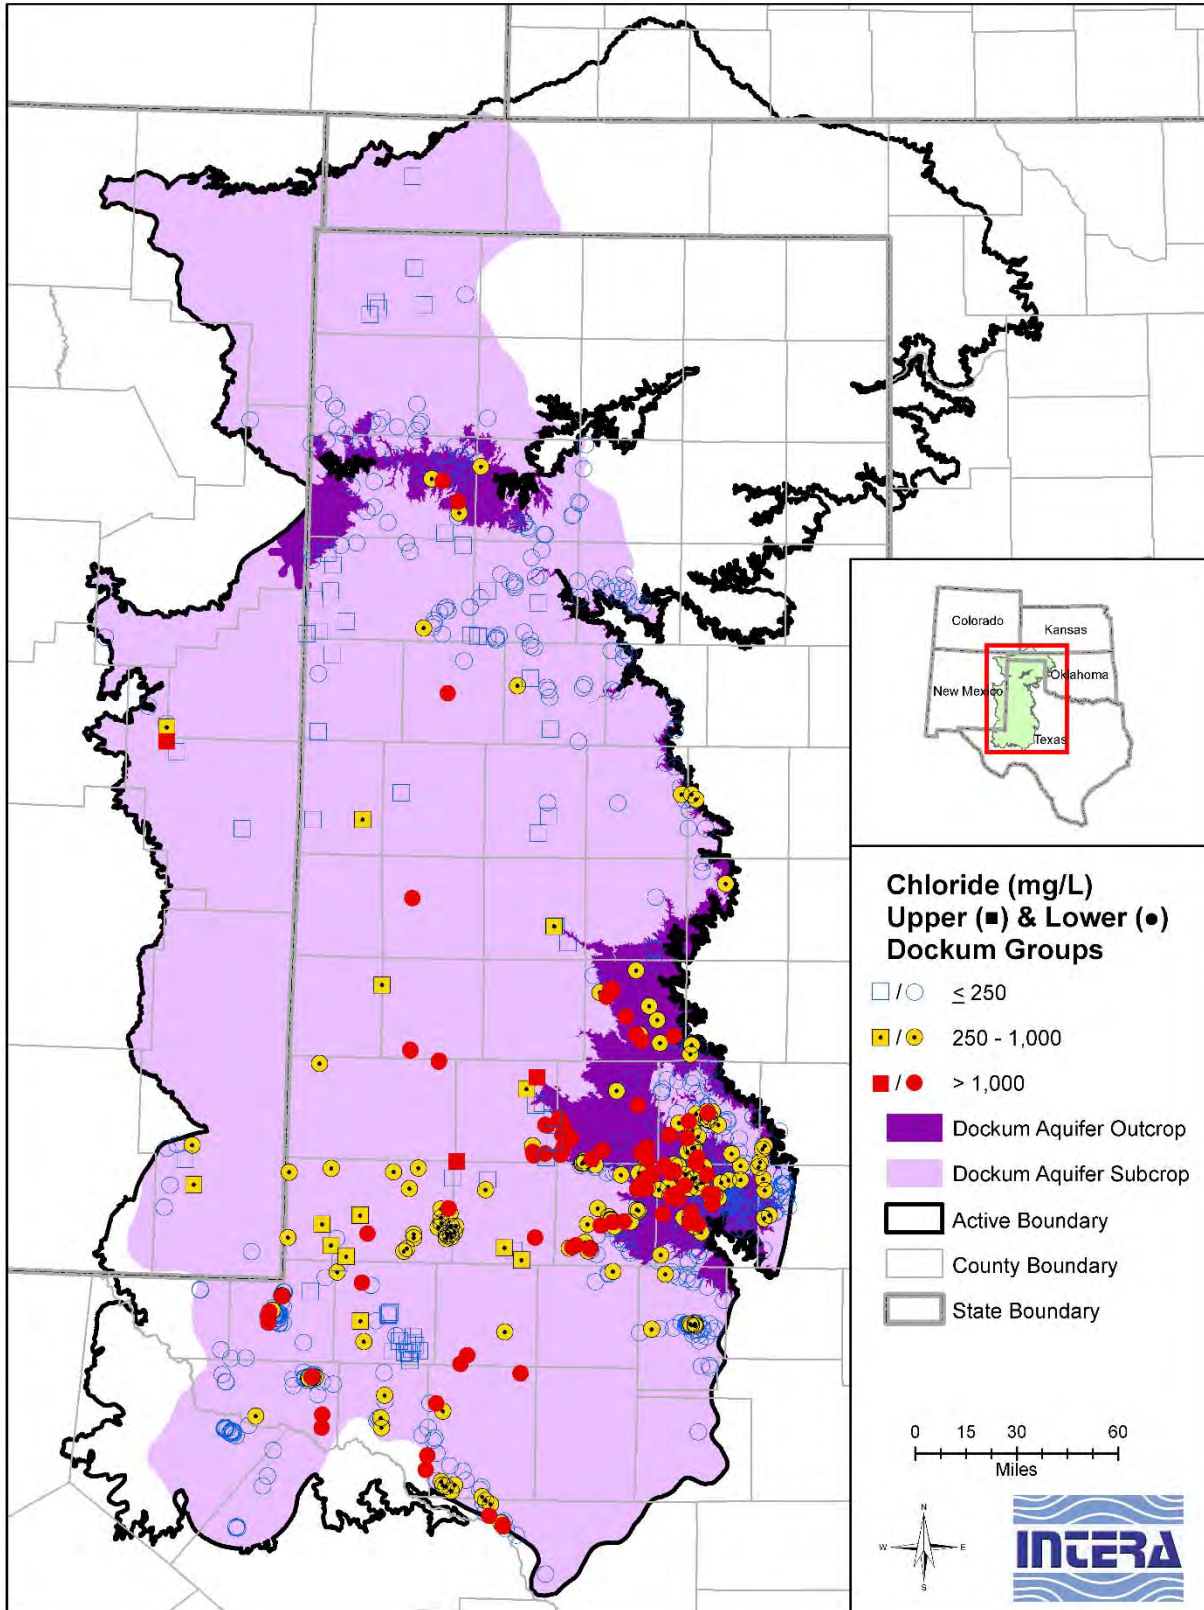 Colorado
Kansas
New Mexico
Oklahoma
Texas
Chloride (mg/L)
Upper (■) & Lower (●)
Dockum Groups
□ / ○ ≤ 250
250 - 1,000
> 1,000
Dockum Aquifer Outcrop
Dockum Aquifer Subcrop
Active Boundary
County Boundary
State Boundary
0 15 30 60
Miles
N
W E
S
INTERA